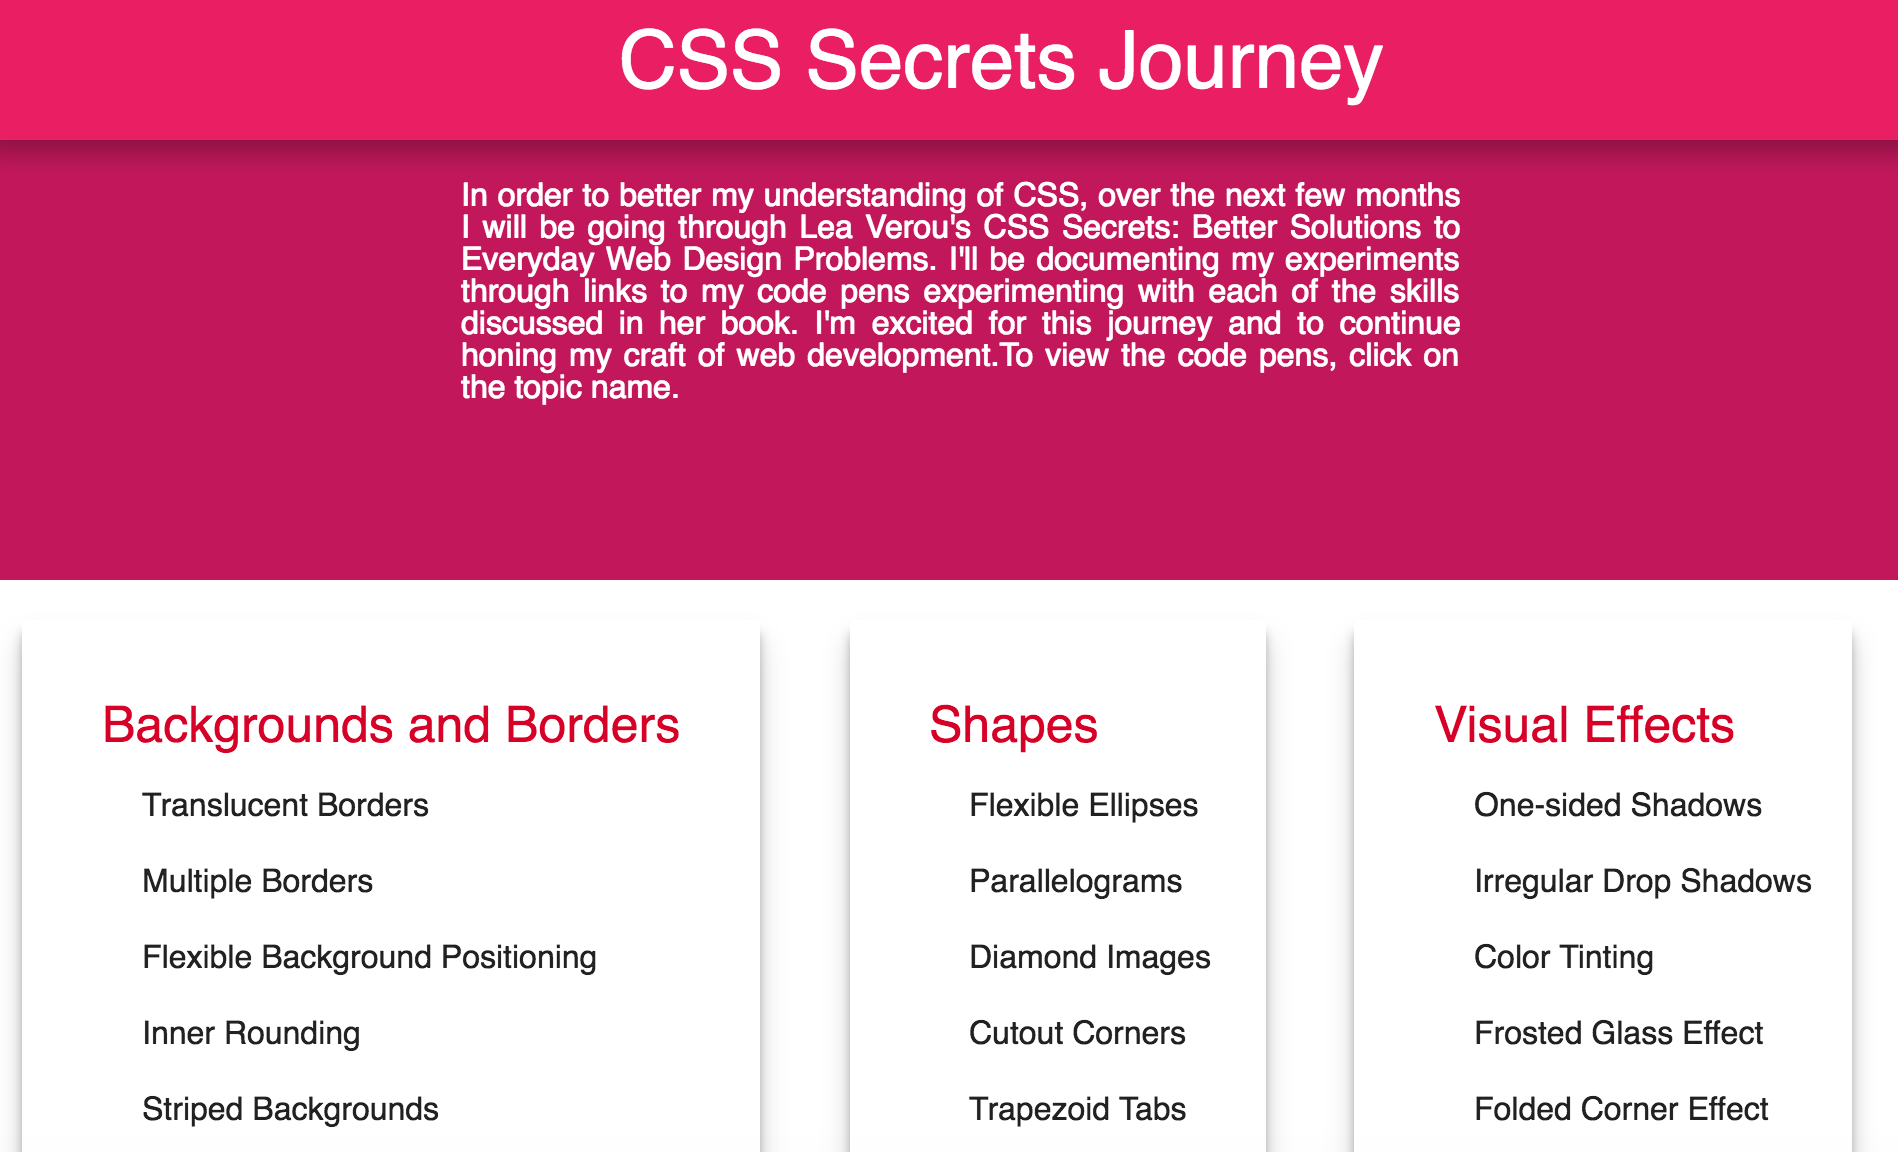 CSS Secrets Journey
In order to better my understanding of CSS, over the next few months
I will be going through Lea Verou's CSS Secrets: Better Solutions to
Everyday Web Design Problems. I'll be documenting my experiments
through links to my code pens experimenting with each of the skills
discussed in her book. I'm excited for this journey and to continue
honing my craft of web development.To view the code pens, click on
the topic name.
Backgrounds and Borders
Translucent Borders
Multiple Borders
Flexible Background Positioning
Inner Rounding
Striped Backgrounds
Shapes
Flexible Ellipses
Parallelograms
Diamond Images
Cutout Corners
Trapezoid Tabs
Visual Effects
One-sided Shadows
Irregular Drop Shadows
Color Tinting
Frosted Glass Effect
Folded Corner Effect